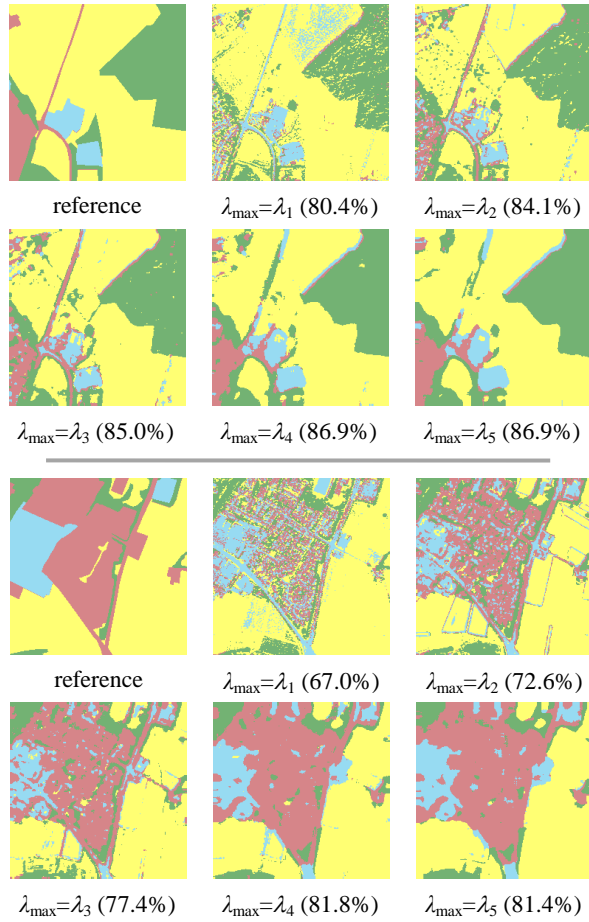 reference λmax=λ1 (80.4%) λmax=λ2 (84.1%)
λmax=λ3 (85.0%) λmax=λ4 (86.9%) λmax=λ5 (86.9%)
reference λmax=λ1 (67.0%) λmax=λ2 (72.6%)
λmax=λ3 (77.4%) λmax=λ4 (81.8%) λmax=λ5 (81.4%)